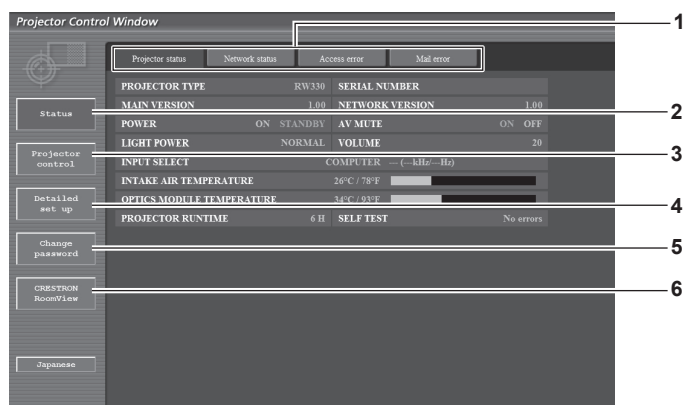 Projector Control Window
1
Projector status Network status Access error Mail error
PROJECTOR TYPE RW330 SERIAL NUMBER
MAIN VERSION 1.00 NETWORK VERSION 1.00
Status
2
POWER ON STANDBY AV MUTE ON OFF
LIGHT POWER NORMAL VOLUME 20
Projector
control
3
INPUT SELECT COMPUTER — (—kHz/—Hz)
INTAKE AIR TEMPERATURE 26°C / 78°F
OPTICS MODULE TEMPERATURE 34°C / 93°F
Detailed
set up
4
PROJECTOR RUNTIME 6 H SELF TEST No errors
Change
password
5
CRESTRON
RoomView
6
Japanese